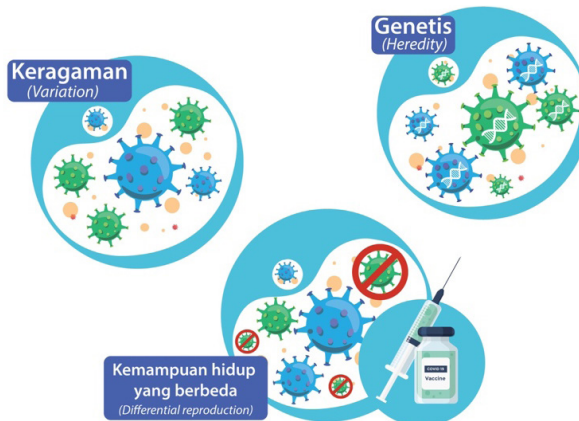 Keragaman
(Variation)
Genetis
(Heredity)
Kemampuan hidup
yang berbeda
(Differential reproduction)
COVID-19
Vaccine